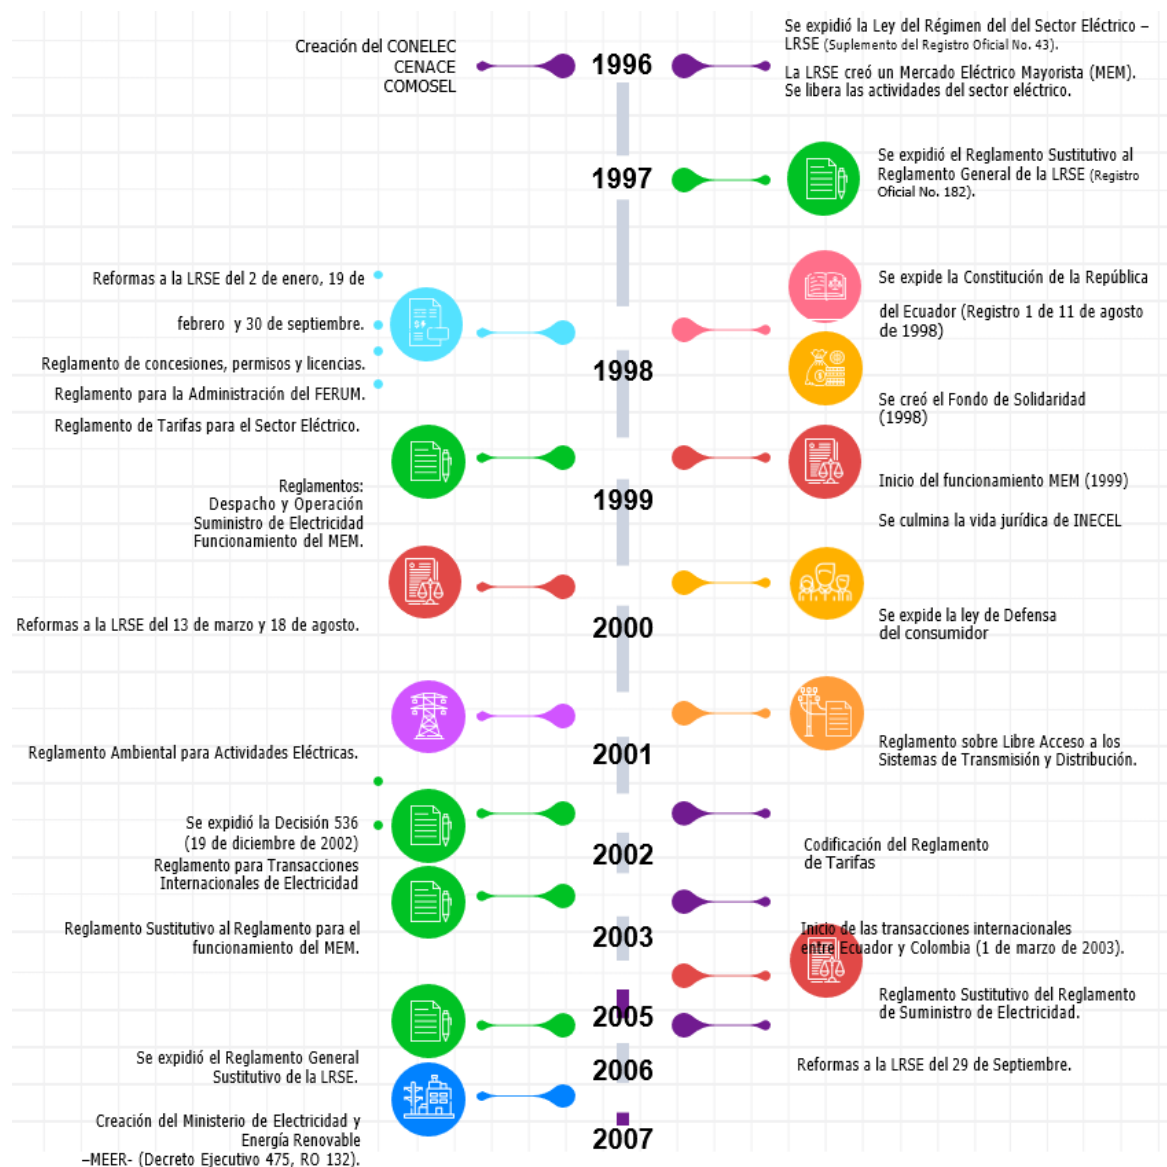 Creación del CONELEC
CENACE
COMOSEL
1996
Se expidió la Ley del Régimen del del Sector Eléctrico –
LRSE (Suplemento del Registro Oficial No. 43).
La LRSE creó un Mercado Eléctrico Mayorista (MEM).
Se libera las actividades del sector eléctrico.
1997
Se expidió el Reglamento Sustitutivo al
Reglamento General de la LRSE (Registro
Oficial No. 182).
Reformas a la LRSE del 2 de enero, 19 de
febrero y 30 de septiembre.
Reglamento de concesiones, permisos y licencias.
Reglamento para la Administración del FERUM.
Reglamento de Tarifas para el Sector Eléctrico.
1998
Se expide la Constitución de la República
del Ecuador (Registro 1 de 11 de agosto
de 1998)
Se creó el Fondo de Solidaridad
(1998)
Reglamentos:
Despacho y Operación
Suministro de Electricidad
Funcionamiento del MEM.
1999
Inicio del funcionamiento MEM (1999)
Se culmina la vida jurídica de INECEL
Reformas a la LRSE del 13 de marzo y 18 de agosto.
2000
Se expide la ley de Defensa
del consumidor
Reglamento Ambiental para Actividades Eléctricas.
2001
Reglamento sobre Libre Acceso a los
Sistemas de Transmisión y Distribución.
Se expidió la Decisión 536
(19 de diciembre de 2002)
Reglamento para Transacciones
Internacionales de Electricidad
2002
Codificación del Reglamento
de Tarifas
Reglamento Sustitutivo al Reglamento para el
funcionamiento del MEM.
2003
Inicio de las transacciones internacionales
entre Ecuador y Colombia (1 de marzo de 2003).
2005
Reglamento Sustitutivo del Reglamento
de Suministro de Electricidad.
Se expidió el Reglamento General
Sustitutivo de la LRSE.
2006
Reformas a la LRSE del 29 de Septiembre.
Creación del Ministerio de Electricidad y
Energía Renovable
–MEER- (Decreto Ejecutivo 475, RO 132).
2007